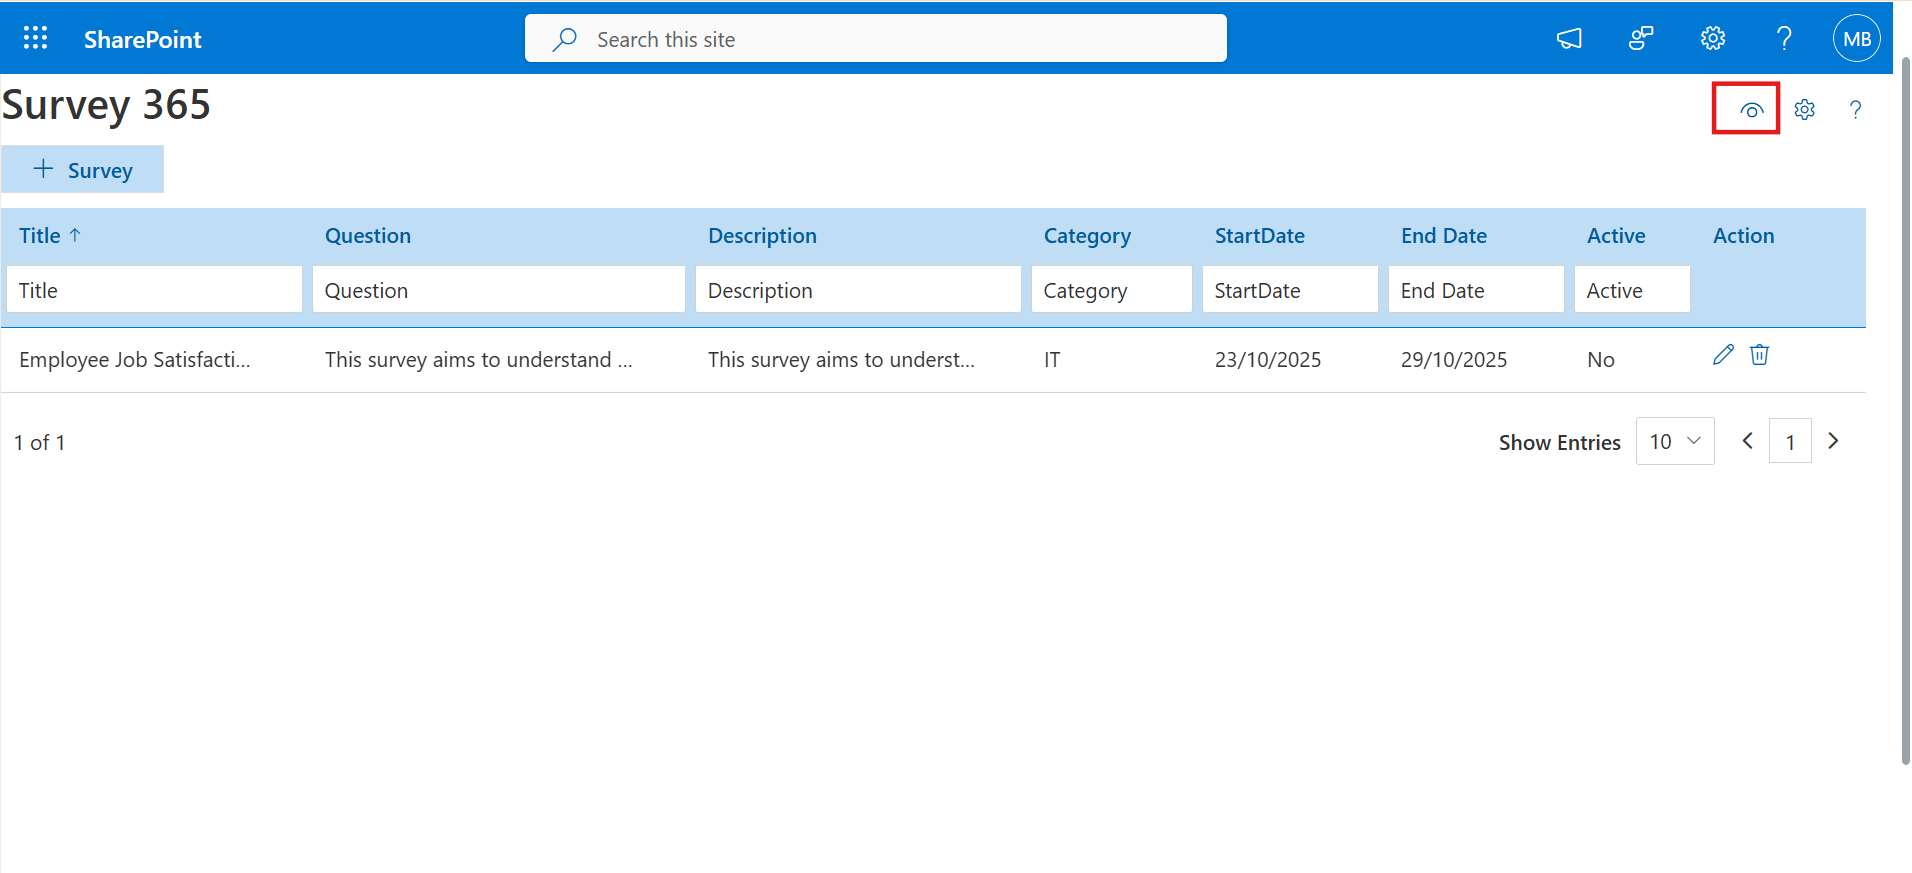 SharePoint
Search this site
?
MB
Survey 365
?
+ Survey
Title ↑ Question Description Category StartDate End Date Active Action
Title Question Description Category StartDate End Date Active
Employee Job Satisfacti... This survey aims to understand ... This survey aims to underst... IT 23/10/2025 29/10/2025 No
1 of 1 Show Entries 10 1